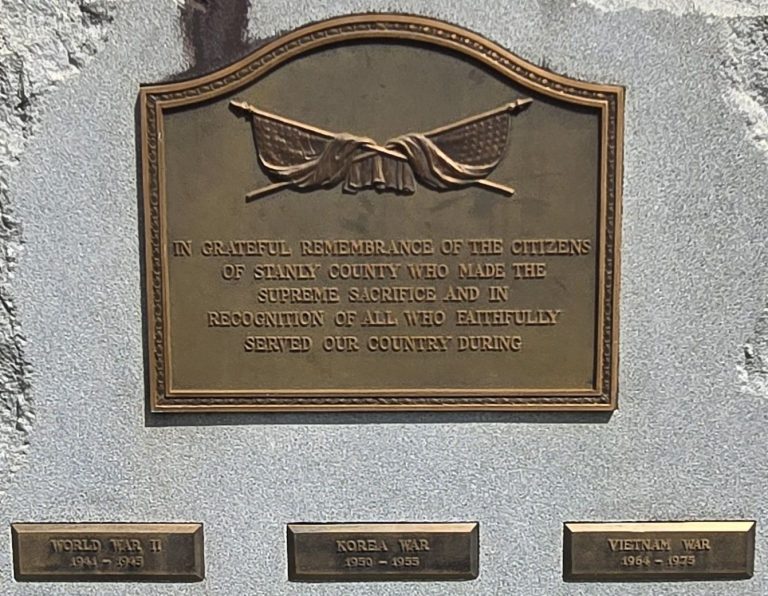 IN GRATEFUL REMEMBRANCE OF THE CITIZENS
OF STANLY COUNTY WHO MADE THE
SUPREME SACRIFICE AND IN
RECOGNITION OF ALL WHO FAITHFULLY
SERVED OUR COUNTRY DURING
WORLD WAR II
1941 – 1945
KOREA WAR
1950 – 1955
VIETNAM WAR
1964 – 1975